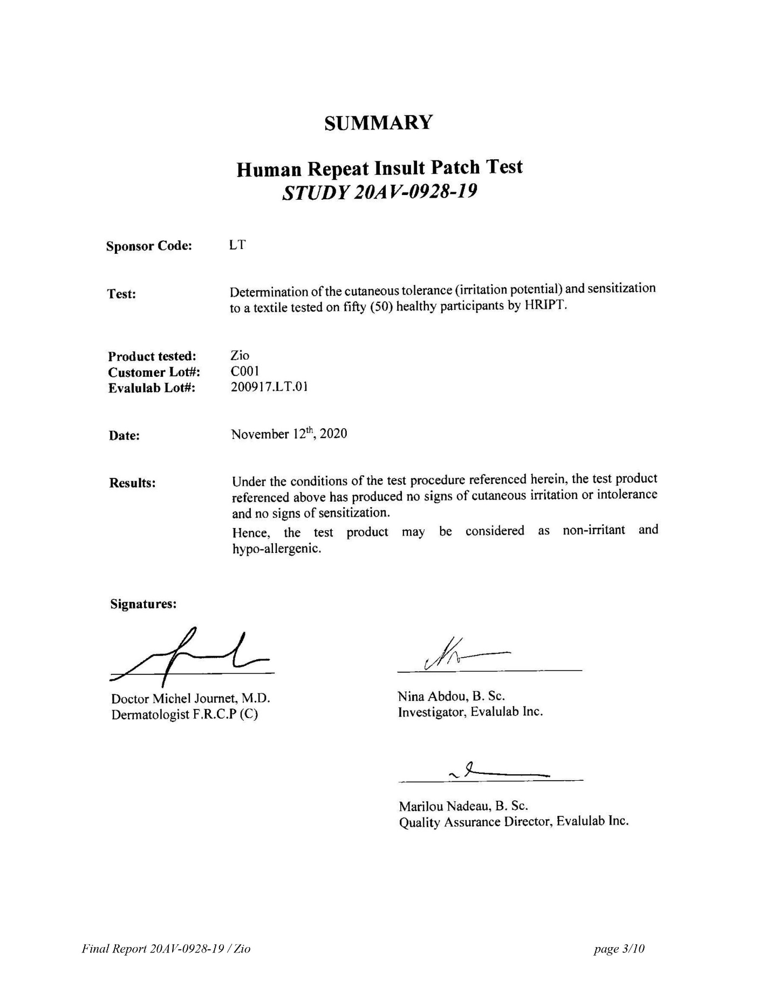 SUMMARY
Human Repeat Insult Patch Test
STUDY 20AV-0928-19
Sponsor Code: LT
Test: Determination of the cutaneous tolerance (irritation potential) and sensitization
to a textile tested on fifty (50) healthy participants by HRIPT.
Product tested: Zio
Customer Lot#: C001
Evalulab Lot#: 200917.LT.01
Date: November 12th, 2020
Results: Under the conditions of the test procedure referenced herein, the test product
referenced above has produced no signs of cutaneous irritation or intolerance
and no signs of sensitization.
Hence, the test product may be considered as non-irritant and
hypo-allergenic.
Signatures:
Doctor Michel Journet, M.D.
Dermatologist F.R.C.P (C)
Nina Abdou, B. Sc.
Investigator, Evalulab Inc.
Marilou Nadeau, B. Sc.
Quality Assurance Director, Evalulab Inc.
Final Report 20AV-0928-19 / Zio page 3/10